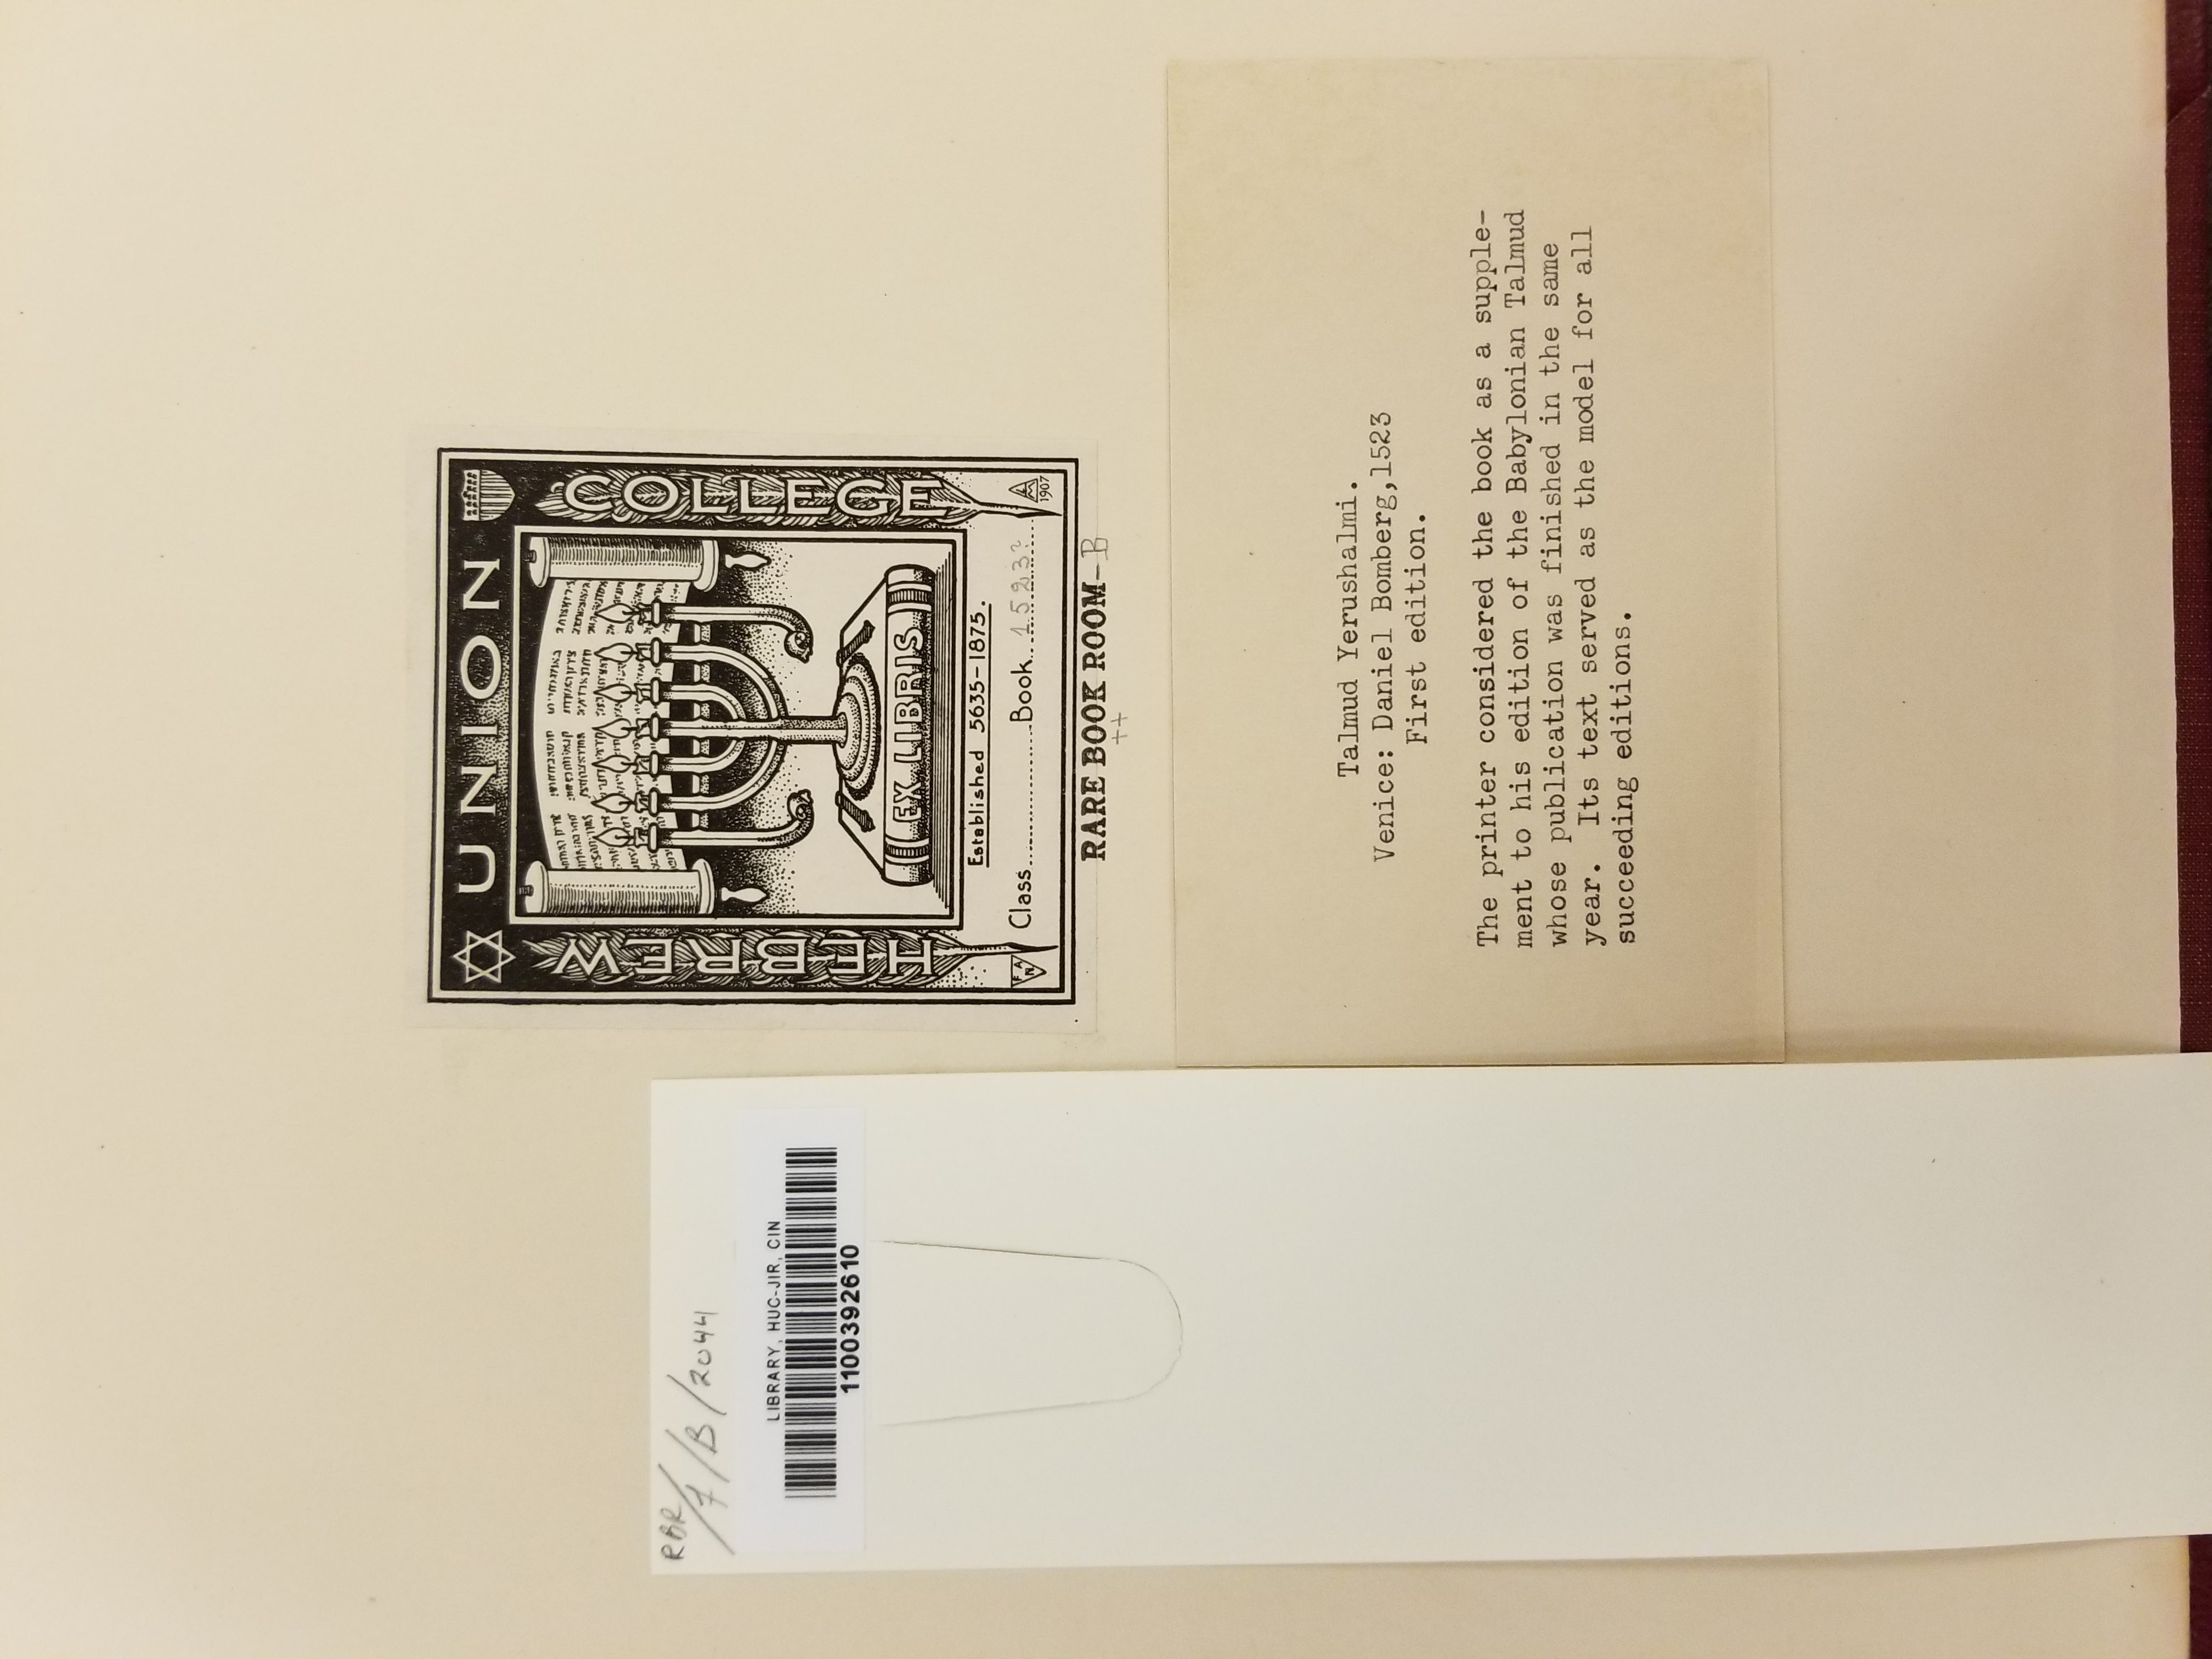 HEBREW UNION COLLEGE
EX LIBRIS
Established 5635-1875.
Class Book 1523?
FAN
1907
RARE BOOK ROOM-B
++
Talmud Yerushalmi.
Venice: Daniel Bomberg,1523
First edition.
The printer considered the book as a supple-
ment to his edition of the Babylonian Talmud
whose publication was finished in the same
year. Its text served as the model for all
succeeding editions.
RBR/7/B/2044
LIBRARY, HUC-JIR, CIN
1100392610